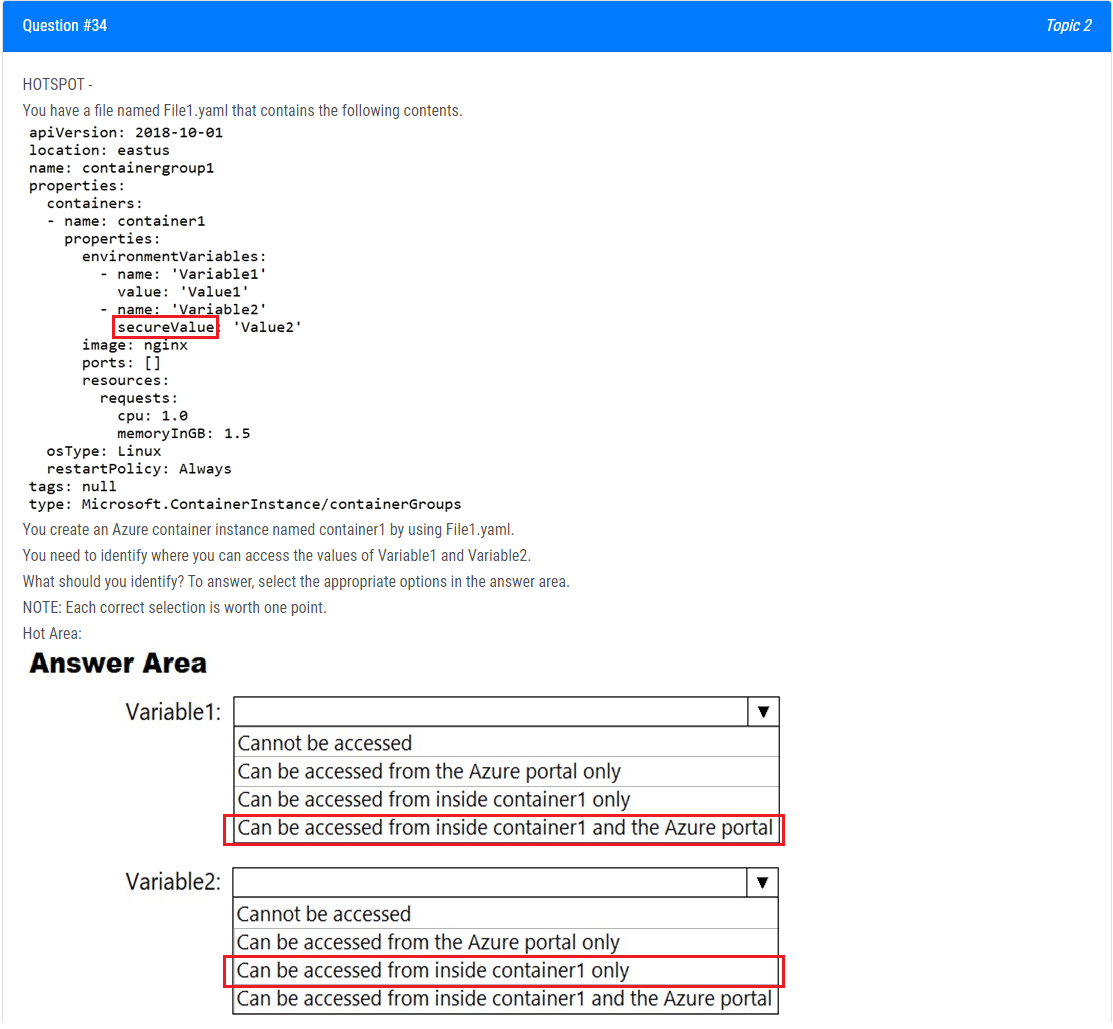 Question #34
Topic 2
HOTSPOT -
You have a file named File1.yaml that contains the following contents.
apiVersion: 2018-10-01
location: eastus
name: containergroup1
properties:
  containers:
  - name: container1
    properties:
      environmentVariables:
        - name: 'Variable1'
          value: 'Value1'
        - name: 'Variable2'
          secureValue: 'Value2'
      image: nginx
      ports: []
      resources:
        requests:
          cpu: 1.0
          memoryInGB: 1.5
  osType: Linux
  restartPolicy: Always
tags: null
type: Microsoft.ContainerInstance/containerGroups
You create an Azure container instance named container1 by using File1.yaml.
You need to identify where you can access the values of Variable1 and Variable2.
What should you identify? To answer, select the appropriate options in the answer area.
NOTE: Each correct selection is worth one point.
Hot Area:
Answer Area
Variable1:
Cannot be accessed
Can be accessed from the Azure portal only
Can be accessed from inside container1 only
Can be accessed from inside container1 and the Azure portal
Variable2:
Cannot be accessed
Can be accessed from the Azure portal only
Can be accessed from inside container1 only
Can be accessed from inside container1 and the Azure portal